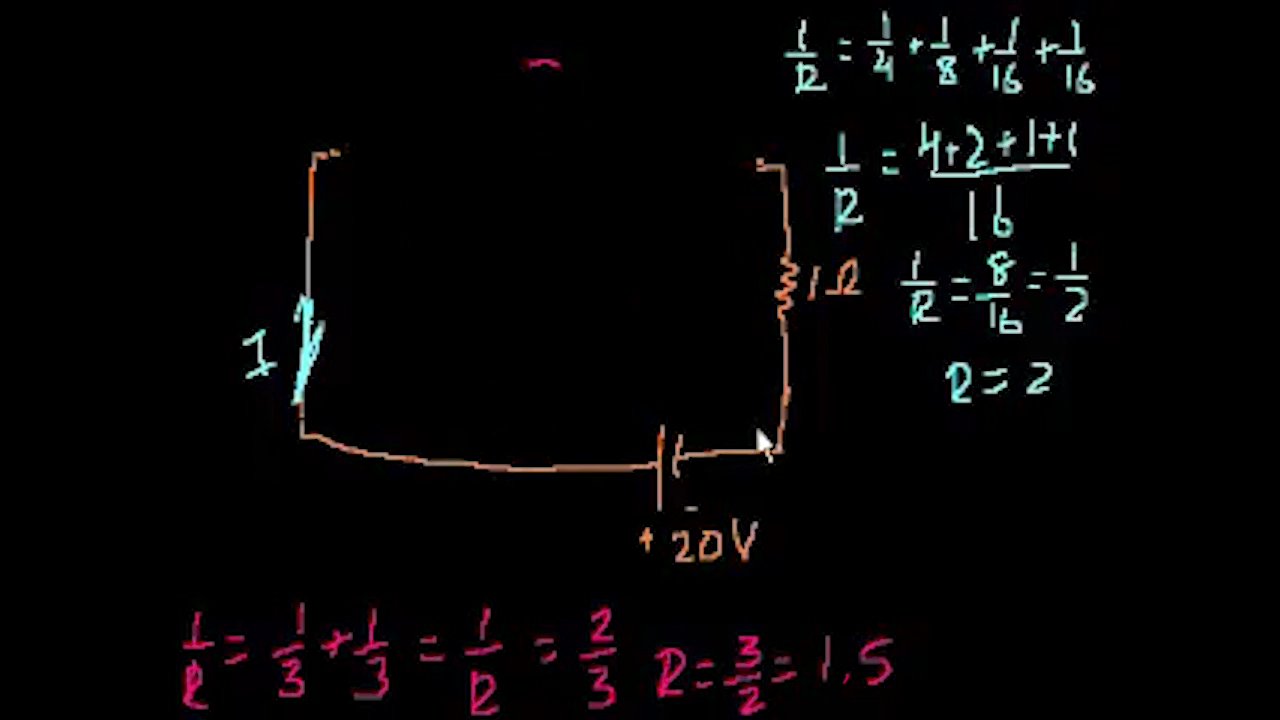 1/R = 1/4 + 1/8 + 1/16 + 1/16
1/R = 4+2+1+1/16
1Ω
1/R = 8/16 = 1/2
I
R = 2
+ -
20V
1/R = 1/3 + 1/3 = 1/R = 2/3 R = 3/2 = 1.5